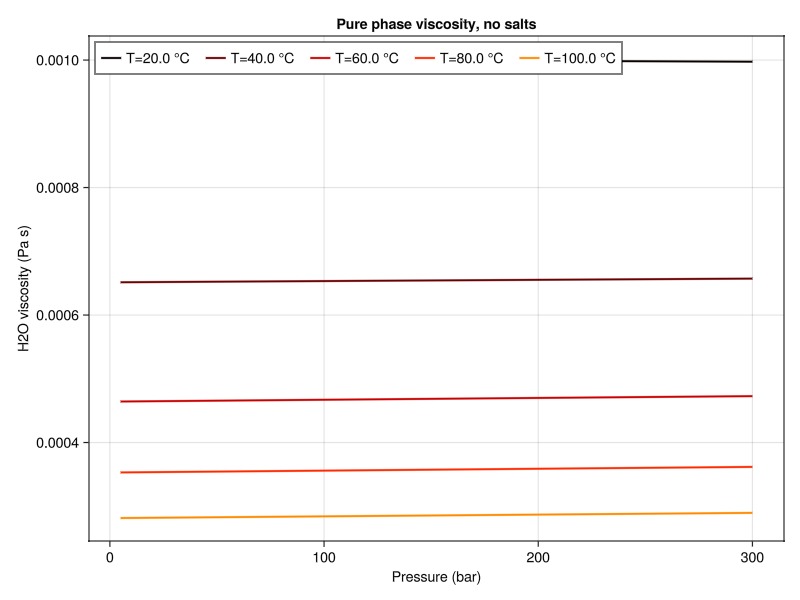 Pure phase viscosity, no salts
T=20.0 °C T=40.0 °C T=60.0 °C T=80.0 °C T=100.0 °C
0.0010
0.0008
0.0006
0.0004
H2O viscosity (Pa s)
0 100 200 300
Pressure (bar)